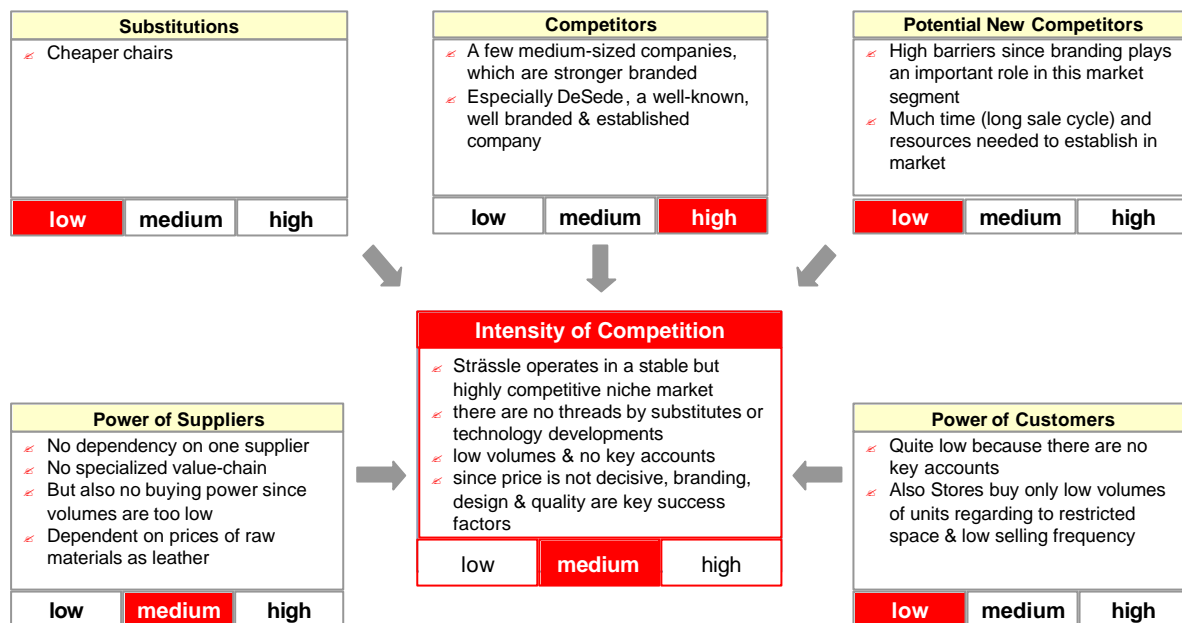 Substitutions
Cheaper chairs
low medium high
Competitors
A few medium-sized companies,
which are stronger branded
Especially DeSede, a well-known,
well branded & established
company
low medium high
Potential New Competitors
High barriers since branding plays
an important role in this market
segment
Much time (long sale cycle) and
resources needed to establish in
market
low medium high
Intensity of Competition
Strässle operates in a stable but
highly competitive niche market
there are no threads by substitutes or
technology developments
low volumes & no key accounts
since price is not decisive, branding,
design & quality are key success
factors
low medium high
Power of Suppliers
No dependency on one supplier
No specialized value-chain
But also no buying power since
volumes are too low
Dependent on prices of raw
materials as leather
low medium high
Power of Customers
Quite low because there are no
key accounts
Also Stores buy only low volumes
of units regarding to restricted
space & low selling frequency
low medium high